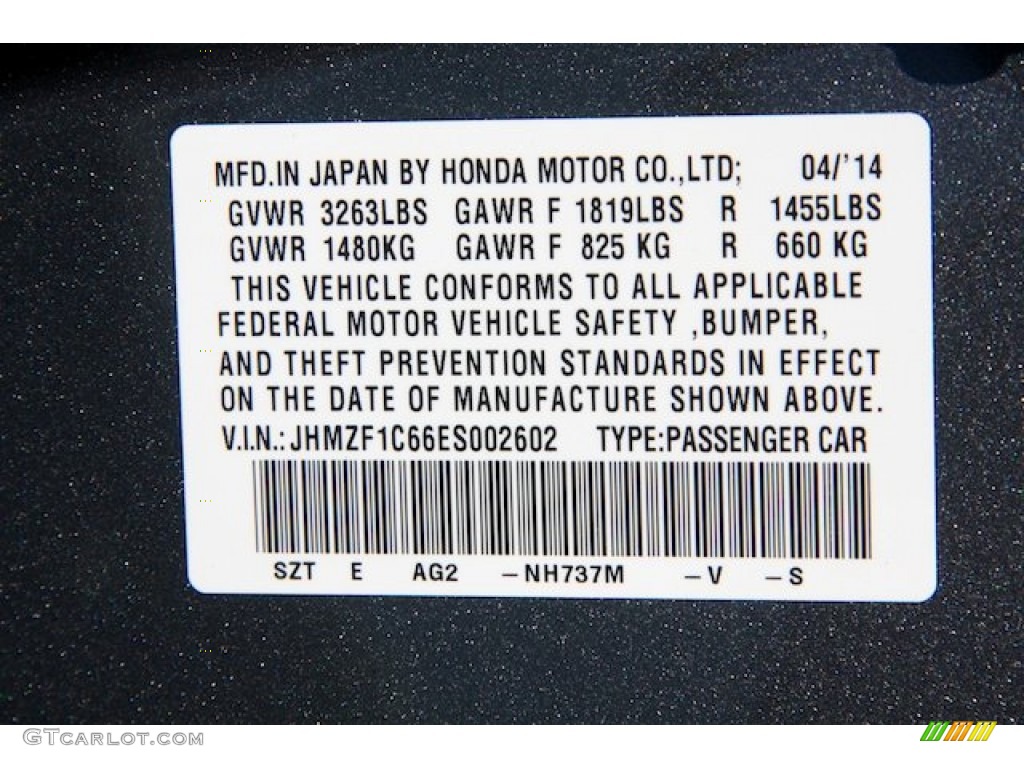 MFD.IN JAPAN BY HONDA MOTOR CO.,LTD; 04/'14
GVWR 3263LBS GAWR F 1819LBS R 1455LBS
GVWR 1480KG GAWR F 825 KG R 660 KG
THIS VEHICLE CONFORMS TO ALL APPLICABLE
FEDERAL MOTOR VEHICLE SAFETY ,BUMPER,
AND THEFT PREVENTION STANDARDS IN EFFECT
ON THE DATE OF MANUFACTURE SHOWN ABOVE.
V.I.N.:JHMZF1C66ES002602 TYPE:PASSENGER CAR
SZT E AG2 –NH737M –V –S
GTcarlot.com